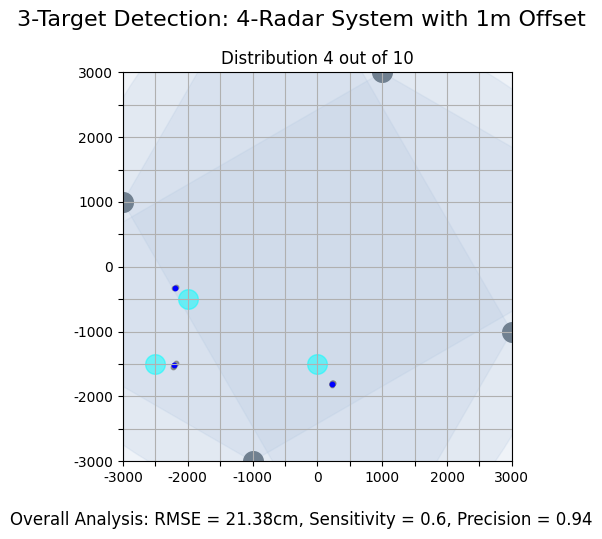 3-Target Detection: 4-Radar System with 1m Offset
Distribution 4 out of 10
3000
2000
1000
0
-1000
-2000
-3000
-3000 -2000 -1000 0 1000 2000 3000
Overall Analysis: RMSE = 21.38cm, Sensitivity = 0.6, Precision = 0.94